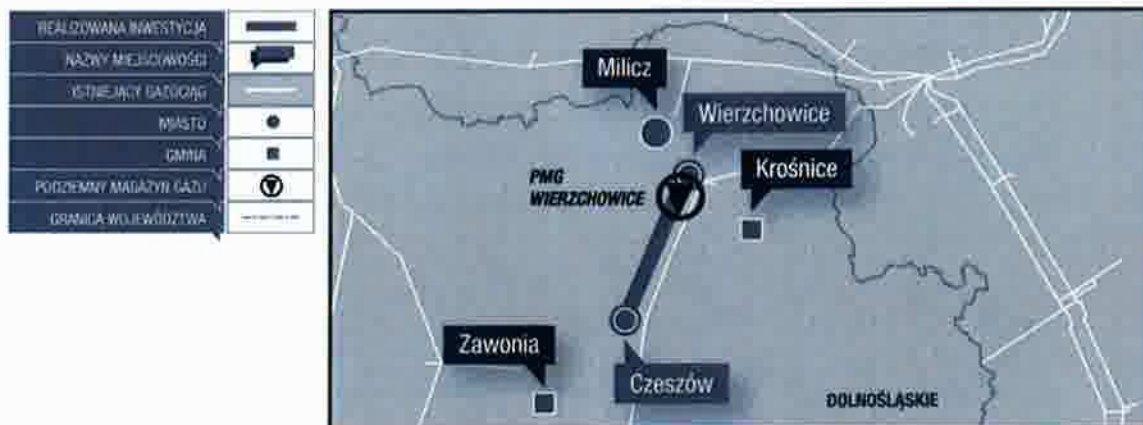 REALIZOWANA INWESTYCJA
NAZWY MIEJSCOWOŚCI
ISTNIEJĄCY GAZOCIĄG
MIASTO
GMINA
PODZIEMNY MAGAZYN GAZU
GRANICA WOJEWÓDZTWA
Milicz
Wierzchowice
Krośnice
PMG
WIERZCHOWICE
Zawonia
Czeszów
DOLNOŚLĄSKIE